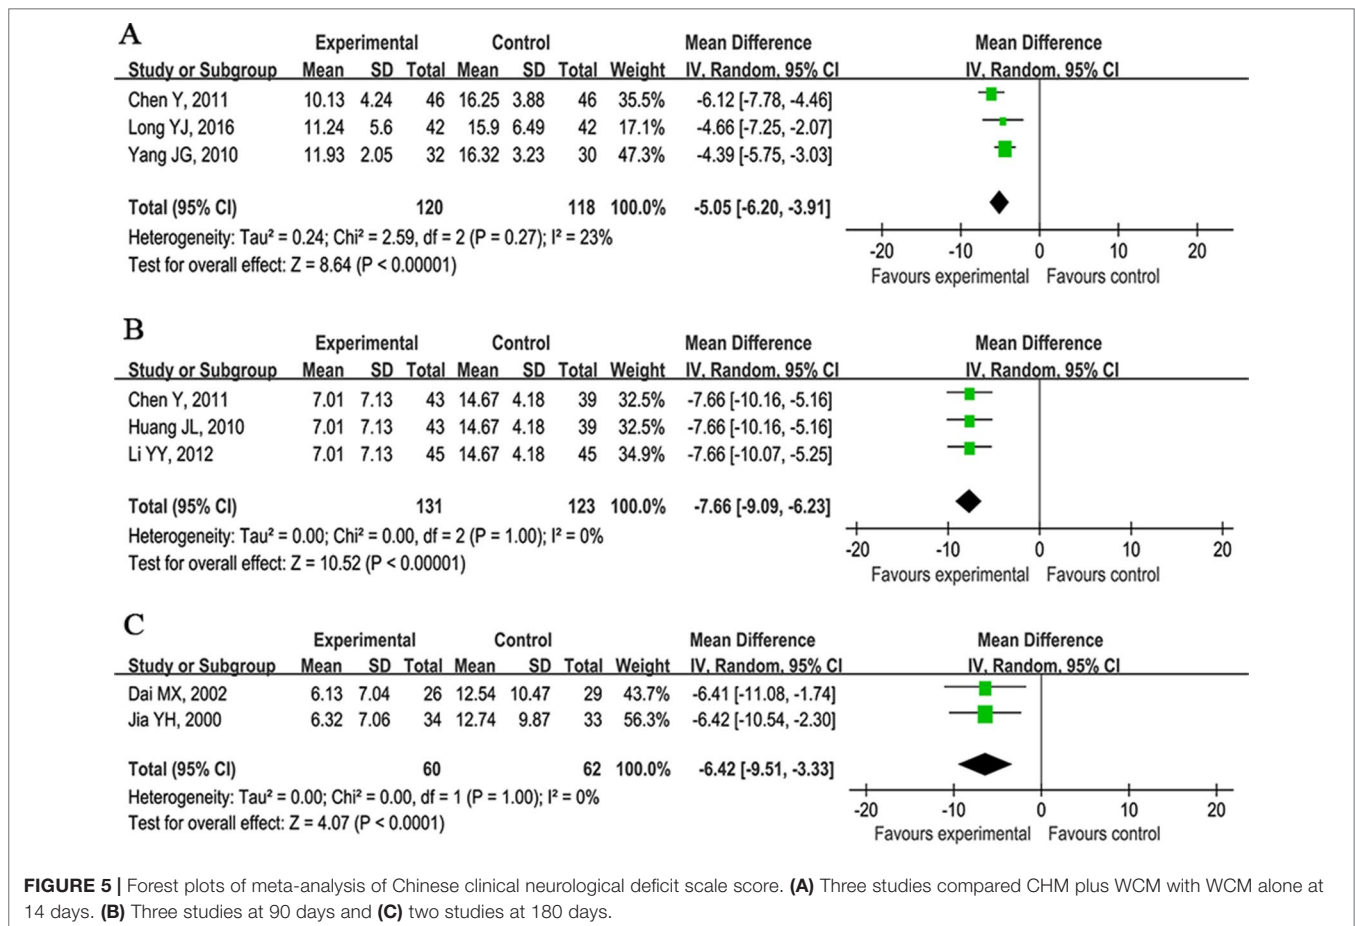 A
Experimental Control Mean Difference Mean Difference
Study or Subgroup Mean SD Total Mean SD Total Weight IV, Random, 95% CI IV, Random, 95% CI
Chen Y, 2011 10.13 4.24 46 16.25 3.88 46 35.5% -6.12 [-7.78, -4.46]
Long YJ, 2016 11.24 5.6 42 15.9 6.49 42 17.1% -4.66 [-7.25, -2.07]
Yang JG, 2010 11.93 2.05 32 16.32 3.23 30 47.3% -4.39 [-5.75, -3.03]
Total (95% CI) 120 118 100.0% -5.05 [-6.20, -3.91]
Heterogeneity: Tau² = 0.24; Chi² = 2.59, df = 2 (P = 0.27); I² = 23%
Test for overall effect: Z = 8.64 (P < 0.00001)
-20 -10 0 10 20
Favours experimental Favours control
B
Experimental Control Mean Difference Mean Difference
Study or Subgroup Mean SD Total Mean SD Total Weight IV, Random, 95% CI IV, Random, 95% CI
Chen Y, 2011 7.01 7.13 43 14.67 4.18 39 32.5% -7.66 [-10.16, -5.16]
Huang JL, 2010 7.01 7.13 43 14.67 4.18 39 32.5% -7.66 [-10.16, -5.16]
Li YY, 2012 7.01 7.13 45 14.67 4.18 45 34.9% -7.66 [-10.07, -5.25]
Total (95% CI) 131 123 100.0% -7.66 [-9.09, -6.23]
Heterogeneity: Tau² = 0.00; Chi² = 0.00, df = 2 (P = 1.00); I² = 0%
Test for overall effect: Z = 10.52 (P < 0.00001)
-20 -10 0 10 20
Favours experimental Favours control
C
Experimental Control Mean Difference Mean Difference
Study or Subgroup Mean SD Total Mean SD Total Weight IV, Random, 95% CI IV, Random, 95% CI
Dai MX, 2002 6.13 7.04 26 12.54 10.47 29 43.7% -6.41 [-11.08, -1.74]
Jia YH, 2000 6.32 7.06 34 12.74 9.87 33 56.3% -6.42 [-10.54, -2.30]
Total (95% CI) 60 62 100.0% -6.42 [-9.51, -3.33]
Heterogeneity: Tau² = 0.00; Chi² = 0.00, df = 1 (P = 1.00); I² = 0%
Test for overall effect: Z = 4.07 (P < 0.0001)
-20 -10 0 10 20
Favours experimental Favours control
FIGURE 5 | Forest plots of meta-analysis of Chinese clinical neurological deficit scale score. (A) Three studies compared CHM plus WCM with WCM alone at
14 days. (B) Three studies at 90 days and (C) two studies at 180 days.